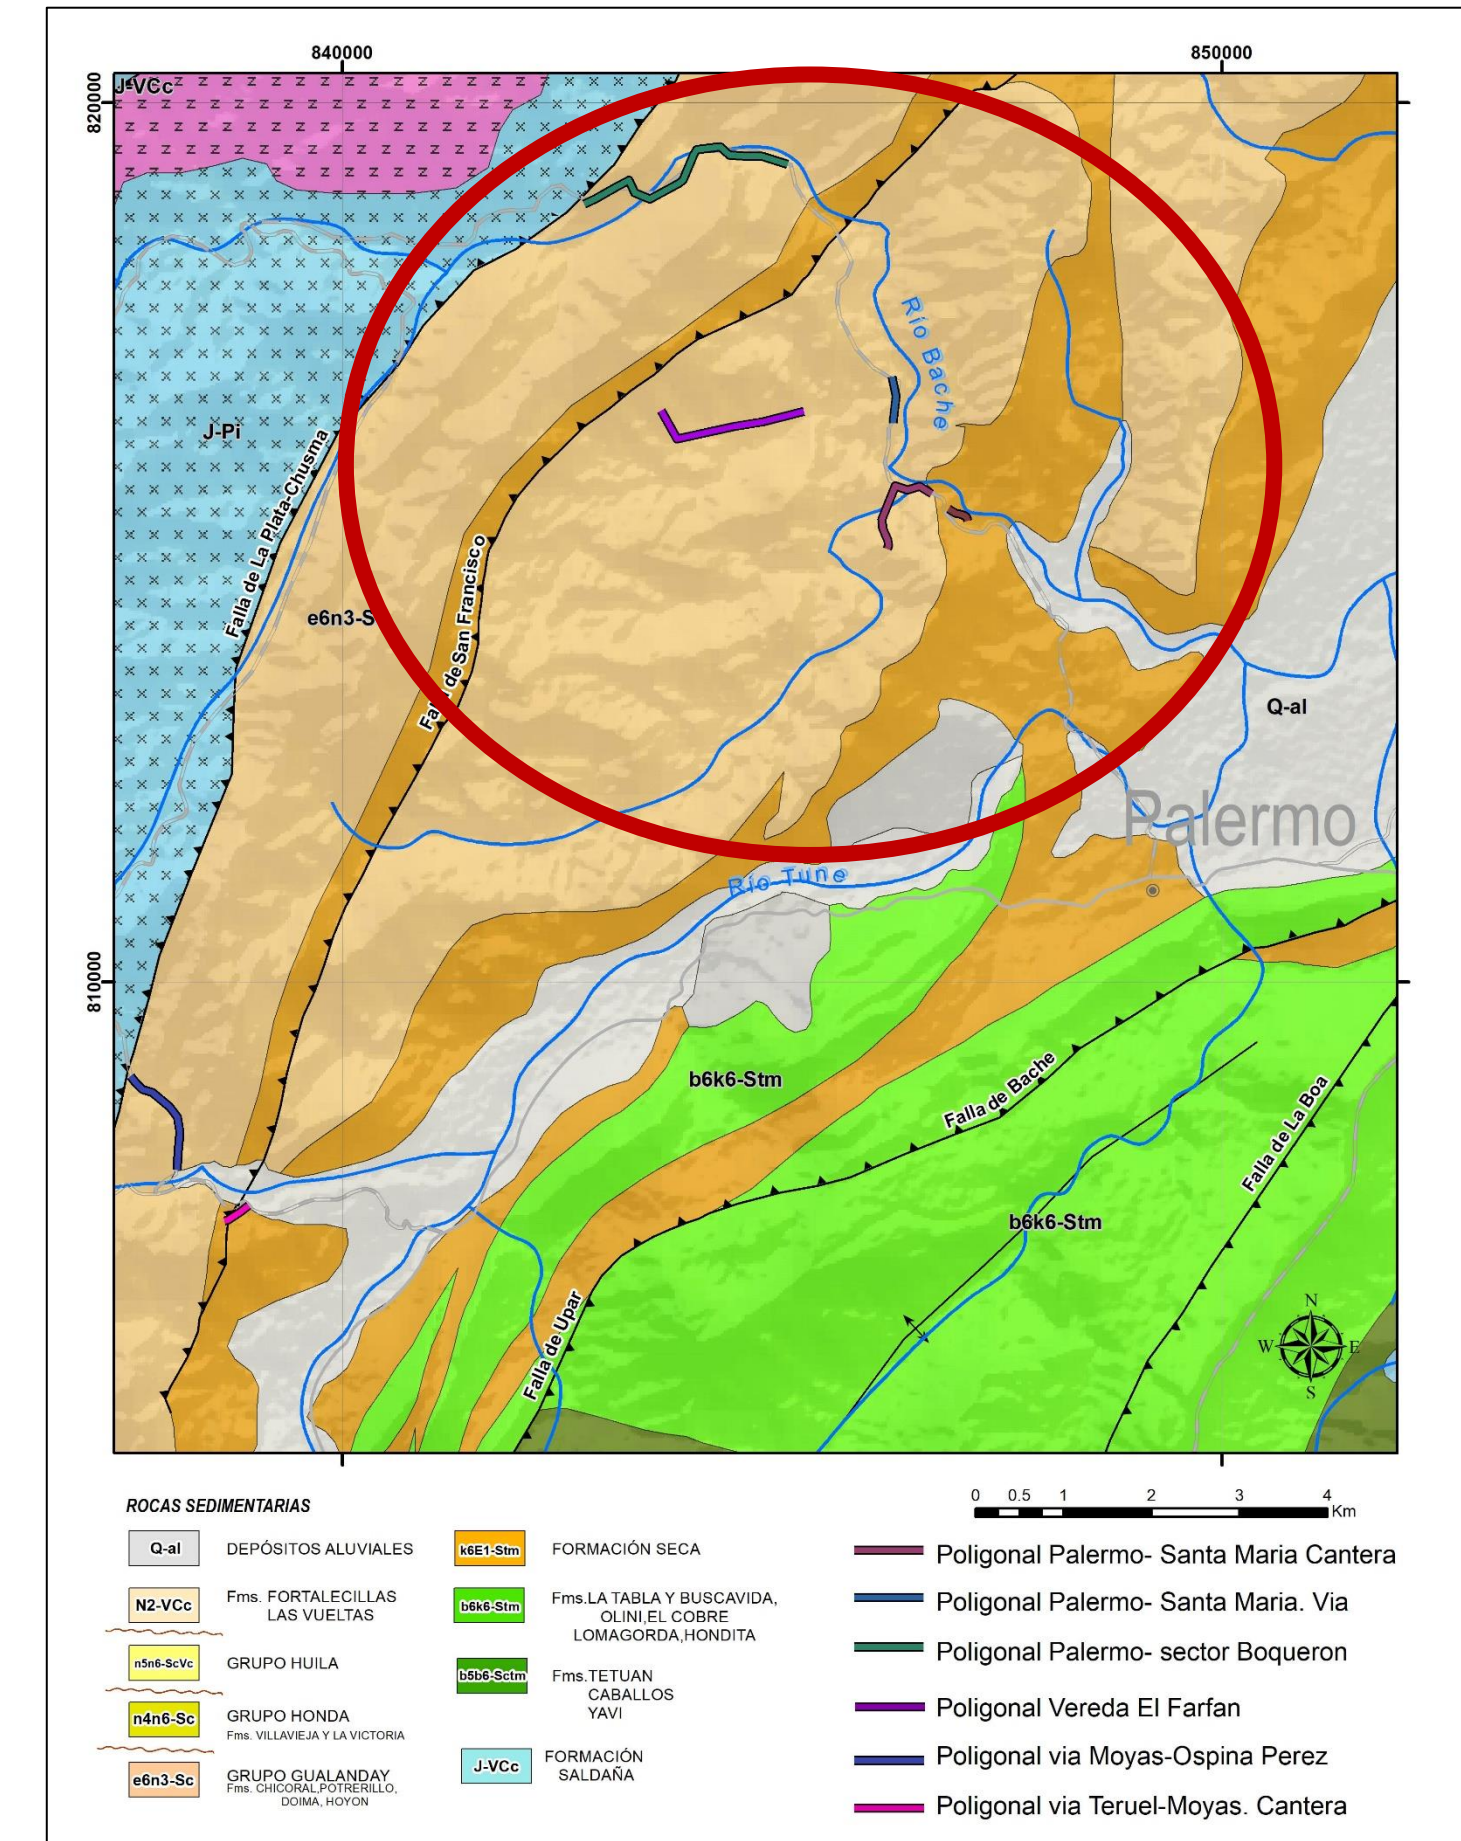 840000
850000
820000
J-VCc
Río Bache
J-Pi
Falla de La Plata-Chusma
Falla de San Francisco
e6n3-S
Q-al
Palermo
Río Tune
810000
b6k6-Stm
Falla de Bache
Falla de La Boa
b6k6-Stm
Falla de Upar
N
W
E
S
ROCAS SEDIMENTARIAS
Q-al DEPÓSITOS ALUVIALES
N2-VCc Fms. FORTALECILLAS
LAS VUELTAS
n5n6-ScVc GRUPO HUILA
n4n6-Sc GRUPO HONDA
Fms. VILLAVIEJA Y LA VICTORIA
e6n3-Sc GRUPO GUALANDAY
Fms. CHICORAL,POTRERILLO,
DOIMA, HOYON
k6E1-Stm FORMACIÓN SECA
b6k6-Stm Fms.LA TABLA Y BUSCAVIDA,
OLINI,EL COBRE
LOMAGORDA,HONDITA
b5b6-Sctm Fms.TETUAN
CABALLOS
YAVI
J-VCc FORMACIÓN
SALDAÑA
0 0.5 1 2 3 4
Km
Poligonal Palermo- Santa Maria Cantera
Poligonal Palermo- Santa Maria. Via
Poligonal Palermo- sector Boqueron
Poligonal Vereda El Farfan
Poligonal via Moyas-Ospina Perez
Poligonal via Teruel-Moyas. Cantera